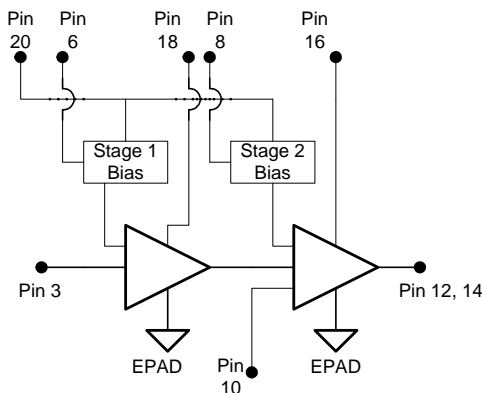 Pin 20
Pin 6
Pin 18
Pin 8
Pin 16
Stage 1
Bias
Stage 2
Bias
Pin 3
Pin 12, 14
EPAD
Pin 10
EPAD